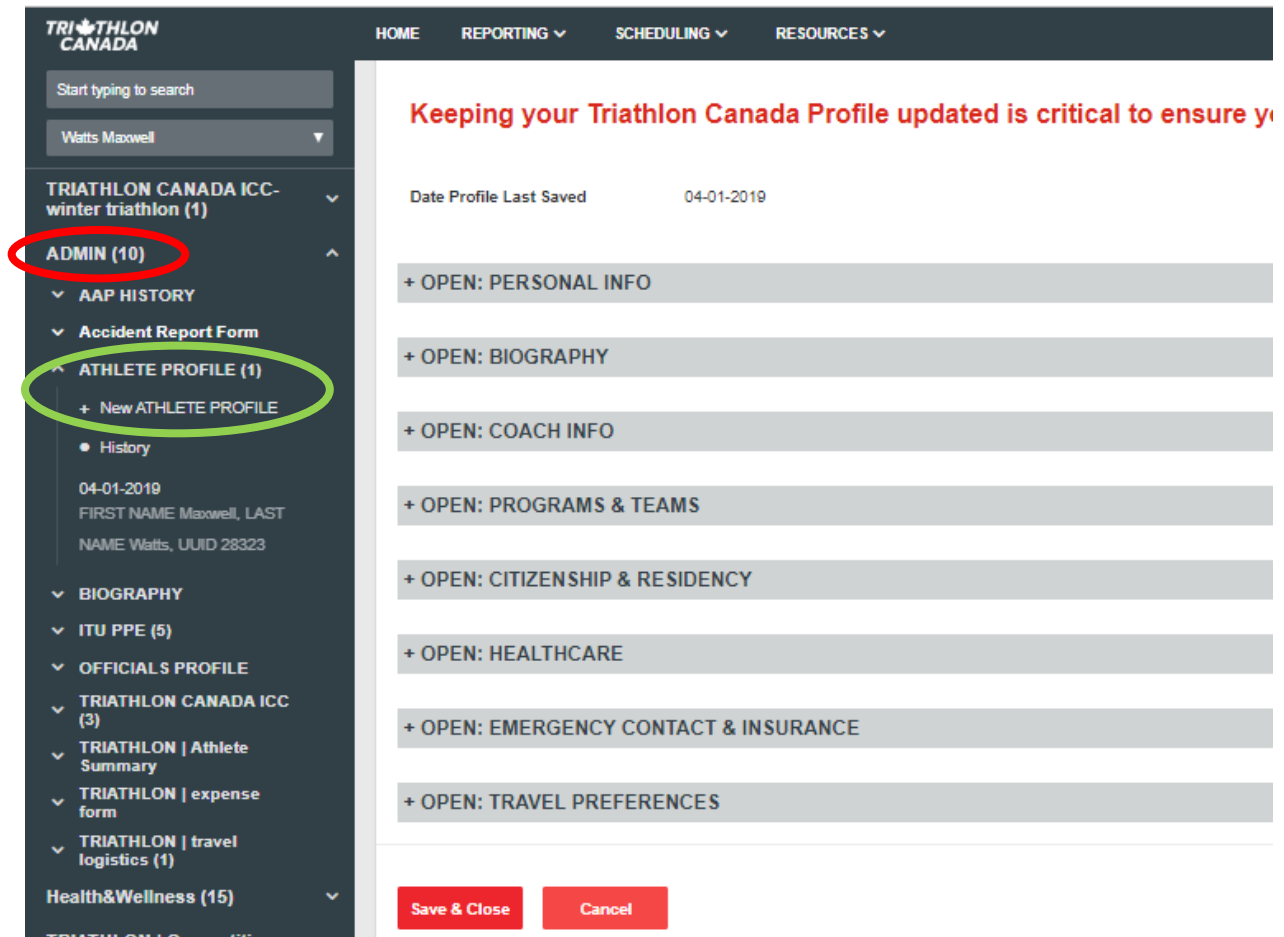 TRIATHLON
CANADA
HOME REPORTING SCHEDULING RESOURCES
Start typing to search
Watts Maxwell
TRIATHLON CANADA ICC-
winter triathlon (1)
ADMIN (10)
AAP HISTORY
Accident Report Form
ATHLETE PROFILE (1)
+ New ATHLETE PROFILE
History
04-01-2019
FIRST NAME Maxwell, LAST
NAME Watts, UUID 28323
BIOGRAPHY
ITU PPE (5)
OFFICIALS PROFILE
TRIATHLON CANADA ICC
(3)
TRIATHLON | Athlete
Summary
TRIATHLON | expense
form
TRIATHLON | travel
logistics (1)
Health&Wellness (15)
Keeping your Triathlon Canada Profile updated is critical to ensure
Date Profile Last Saved 04-01-2019
+ OPEN: PERSONAL INFO
+ OPEN: BIOGRAPHY
+ OPEN: COACH INFO
+ OPEN: PROGRAMS & TEAMS
+ OPEN: CITIZENSHIP & RESIDENCY
+ OPEN: HEALTHCARE
+ OPEN: EMERGENCY CONTACT & INSURANCE
+ OPEN: TRAVEL PREFERENCES
Save & Close Cancel